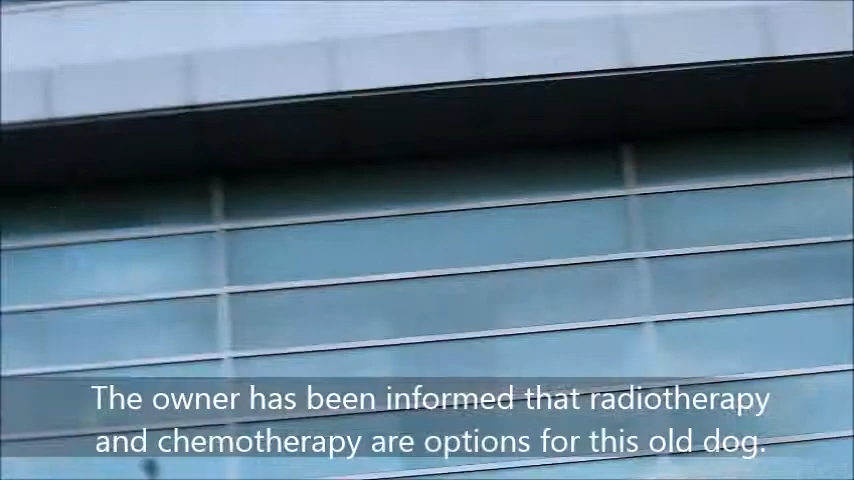 The owner has been informed that radiotherapy
and chemotherapy are options for this old dog.